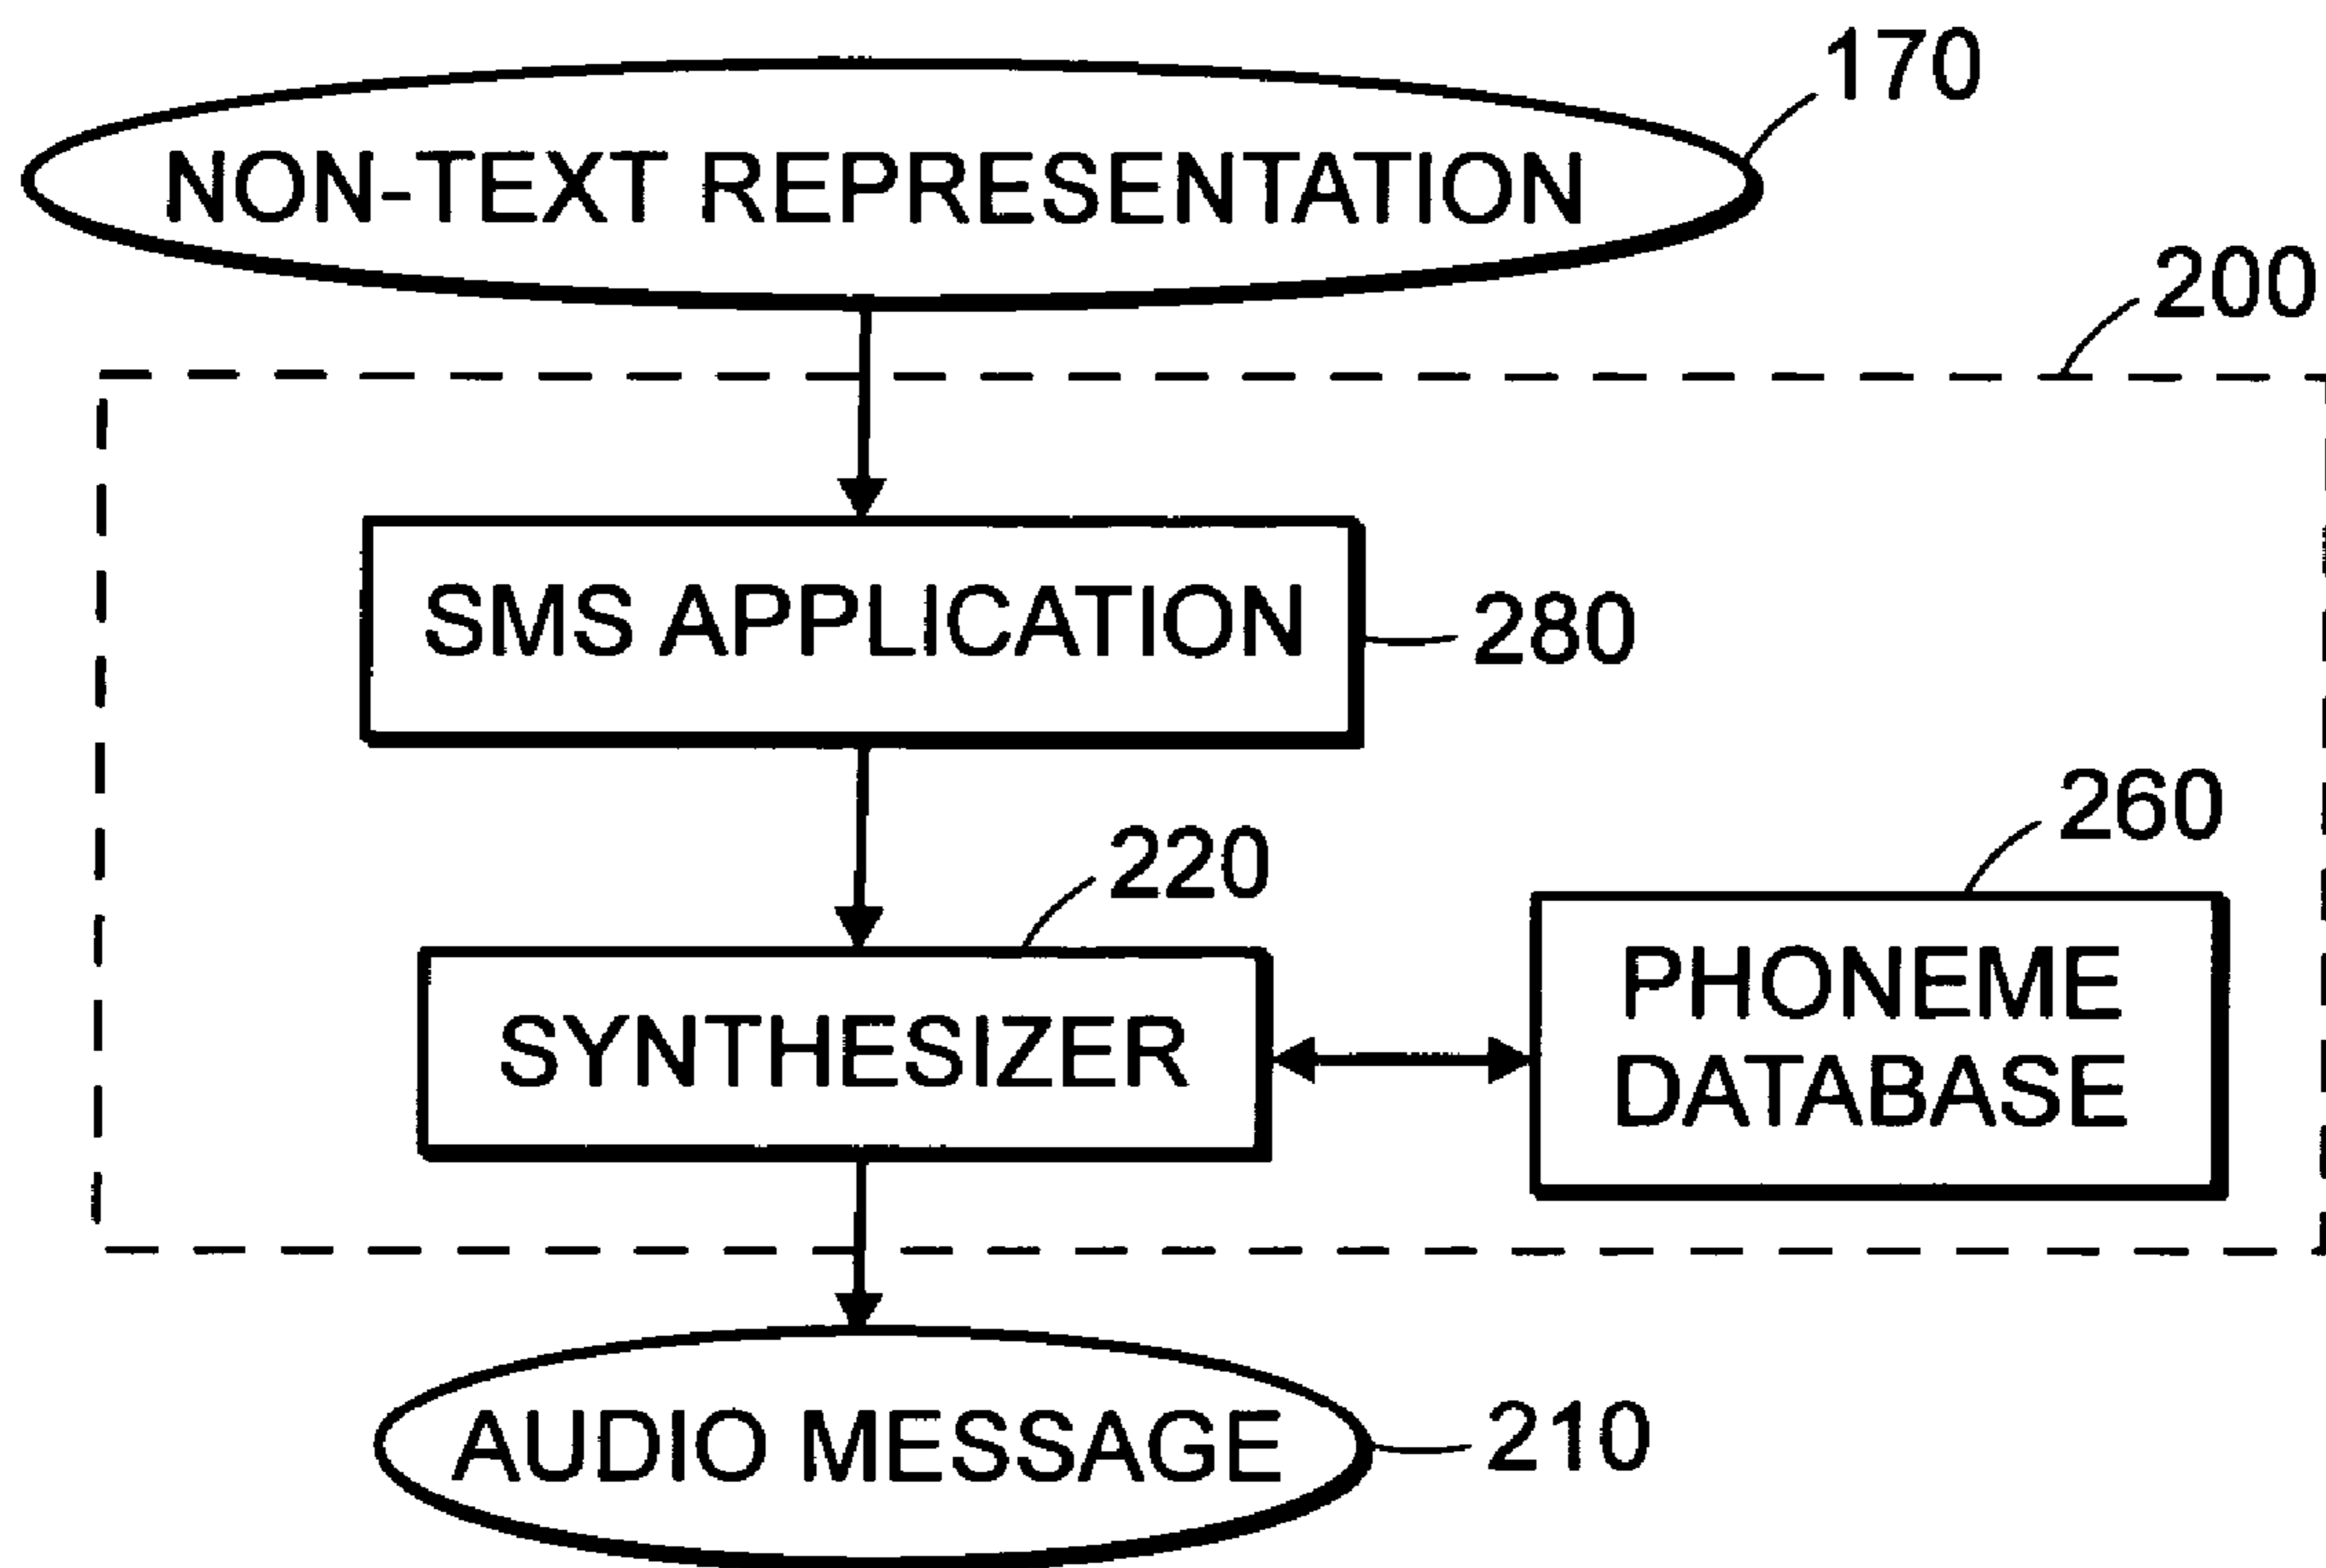 170
NON-TEXT REPRESENTATION
200
SMS APPLICATION
280
260
220
PHONEME
DATABASE
SYNTHESIZER
AUDIO MESSAGE
210